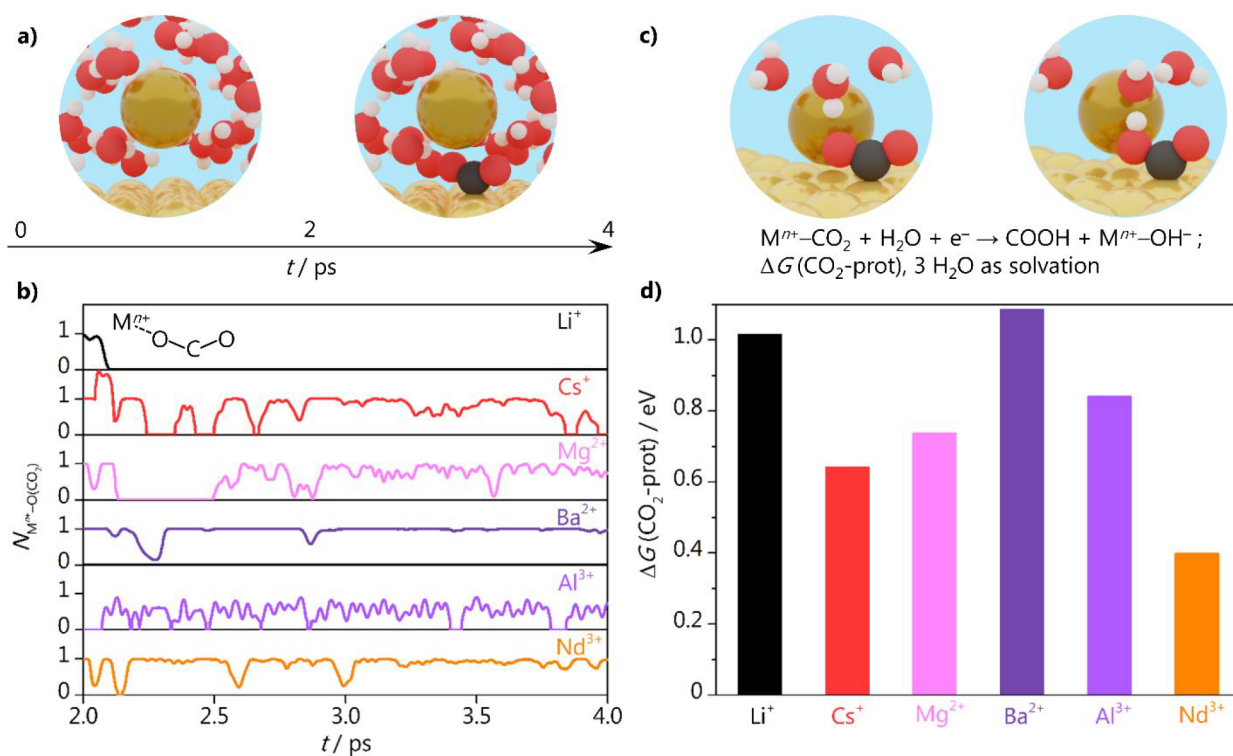 a)
0
2
4
t / ps
b)
Mⁿ⁺
O
C
O
Li⁺
1
0
Cs⁺
1
0
Mg²⁺
1
0
Ba²⁺
1
0
Al³⁺
1
0
Nd³⁺
1
0
N Mⁿ⁺–O(CO₂)
2.0 2.5 3.0 3.5 4.0
t / ps
c)
Mⁿ⁺–CO₂ + H₂O + e⁻ → COOH + Mⁿ⁺–OH⁻ ;
ΔG (CO₂-prot), 3 H₂O as solvation
d)
ΔG (CO₂-prot) / eV
1.0
0.8
0.6
0.4
0.2
0
Li⁺ Cs⁺ Mg²⁺ Ba²⁺ Al³⁺ Nd³⁺